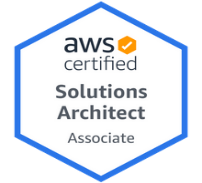 aws
certified
Solutions
Architect
Associate